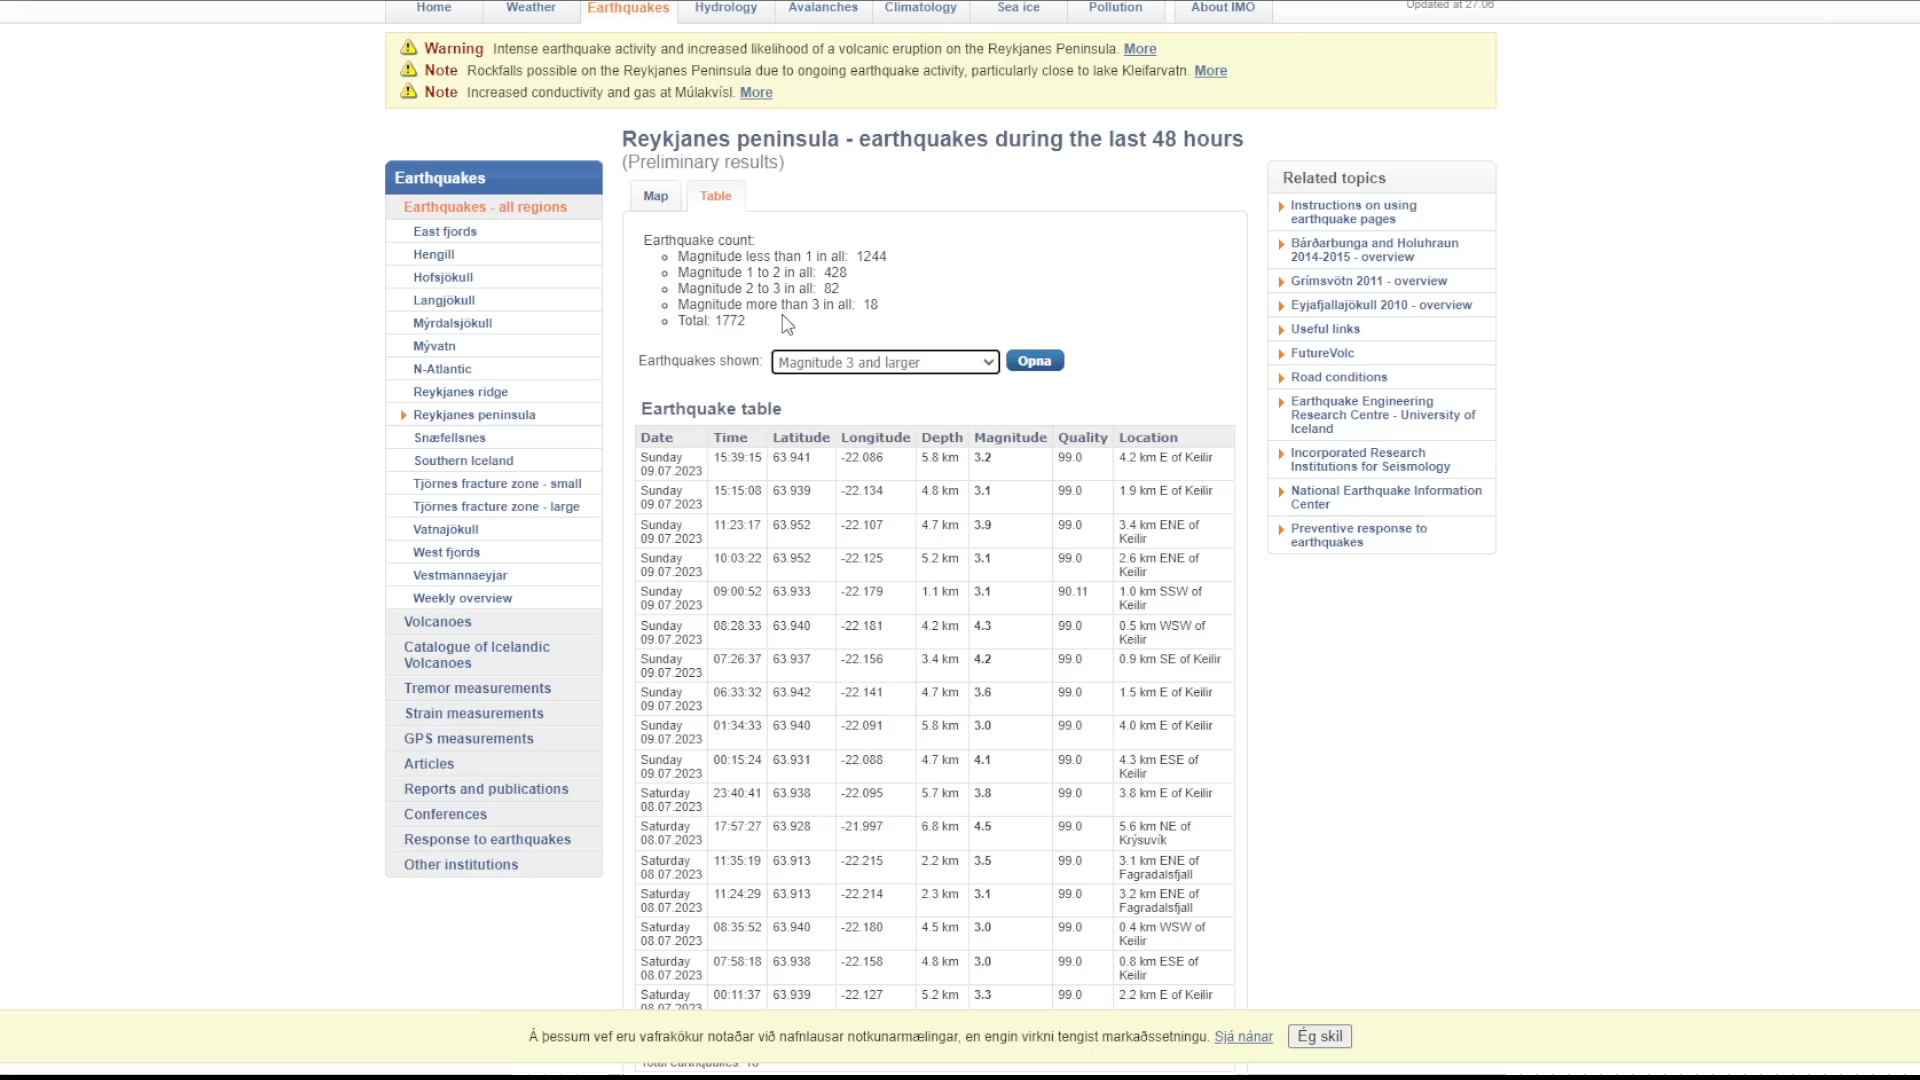 Home Weather Earthquakes Hydrology Avalanches Climatology Sea ice Pollution About IMO Updated at 27.06
Warning Intense earthquake activity and increased likelihood of a volcanic eruption on the Reykjanes Peninsula. More
Note Rockfalls possible on the Reykjanes Peninsula due to ongoing earthquake activity, particularly close to lake Kleifarvatn. More
Note Increased conductivity and gas at Múlakvísl. More
Earthquakes
Earthquakes - all regions
East fjords
Hengill
Hofsjökull
Langjökull
Mýrdalsjökull
Mývatn
N-Atlantic
Reykjanes ridge
Reykjanes peninsula
Snæfellsnes
Southern Iceland
Tjörnes fracture zone - small
Tjörnes fracture zone - large
Vatnajökull
West fjords
Vestmannaeyjar
Weekly overview
Volcanoes
Catalogue of Icelandic
Volcanoes
Tremor measurements
Strain measurements
GPS measurements
Articles
Reports and publications
Conferences
Response to earthquakes
Other institutions
Reykjanes peninsula - earthquakes during the last 48 hours
(Preliminary results)
Map Table
Earthquake count:
Magnitude less than 1 in all: 1244
Magnitude 1 to 2 in all: 428
Magnitude 2 to 3 in all: 82
Magnitude more than 3 in all: 18
Total: 1772
Earthquakes shown: Magnitude 3 and larger Opna
Earthquake table
Date Time Latitude Longitude Depth Magnitude Quality Location
Sunday 15:39:15 63.941 -22.086 5.8 km 3.2 99.0 4.2 km E of Keilir
09.07.2023
Sunday 15:15:08 63.939 -22.134 4.8 km 3.1 99.0 1.9 km E of Keilir
09.07.2023
Sunday 11:23:17 63.952 -22.107 4.7 km 3.9 99.0 3.4 km ENE of
09.07.2023 Keilir
Sunday 10:03:22 63.952 -22.125 5.2 km 3.1 99.0 2.6 km ENE of
09.07.2023 Keilir
Sunday 09:00:52 63.933 -22.179 1.1 km 3.1 90.11 1.0 km SSW of
09.07.2023 Keilir
Sunday 08:28:33 63.940 -22.181 4.2 km 4.3 99.0 0.5 km WSW of
09.07.2023 Keilir
Sunday 07:26:37 63.937 -22.156 3.4 km 4.2 99.0 0.9 km SE of Keilir
09.07.2023
Sunday 06:33:32 63.942 -22.141 4.7 km 3.6 99.0 1.5 km E of Keilir
09.07.2023
Sunday 01:34:33 63.940 -22.091 5.8 km 3.0 99.0 4.0 km E of Keilir
09.07.2023
Sunday 00:15:24 63.931 -22.088 4.7 km 4.1 99.0 4.3 km ESE of
09.07.2023 Keilir
Saturday 23:40:41 63.938 -22.095 5.7 km 3.8 99.0 3.8 km E of Keilir
08.07.2023
Saturday 17:57:27 63.928 -21.997 6.8 km 4.5 99.0 5.6 km NE of
08.07.2023 Krýsuvík
Saturday 11:35:19 63.913 -22.215 2.2 km 3.5 99.0 3.1 km ENE of
08.07.2023 Fagradalsfjall
Saturday 11:24:29 63.913 -22.214 2.3 km 3.1 99.0 3.2 km ENE of
08.07.2023 Fagradalsfjall
Saturday 08:35:52 63.940 -22.180 4.5 km 3.0 99.0 0.4 km WSW of
08.07.2023 Keilir
Saturday 07:58:18 63.938 -22.158 4.8 km 3.0 99.0 0.8 km ESE of
08.07.2023 Keilir
Saturday 00:11:37 63.939 -22.127 5.2 km 3.3 99.0 2.2 km E of Keilir
08.07.2023
Related topics
Instructions on using
earthquake pages
Bárðarbunga and Holuhraun
2014-2015 - overview
Grímsvötn 2011 - overview
Eyjafjallajökull 2010 - overview
Useful links
FutureVolc
Road conditions
Earthquake Engineering
Research Centre - University of
Iceland
Incorporated Research
Institutions for Seismology
National Earthquake Information
Center
Preventive response to
earthquakes
Á þessum vef eru vafrakökur notaðar við nafnlausar notkunarmælingar, en engin virkni tengist markaðssetningu. Sjá nánar Ég skil
Total earthquakes: 18